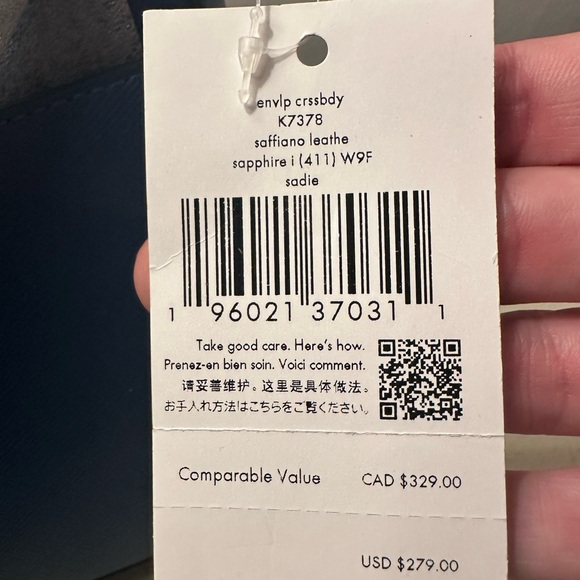 envlp crssbdy
K7378
saffiano leathe
sapphire i (411) W9F
sadie
1 96021 37031 1
Take good care. Here's how.
Prenez-en bien soin. Voici comment.
请妥善维护。这里是具体做法。
お手入れ方法はこちらをご覧ください。
Comparable Value CAD $329.00
USD $279.00